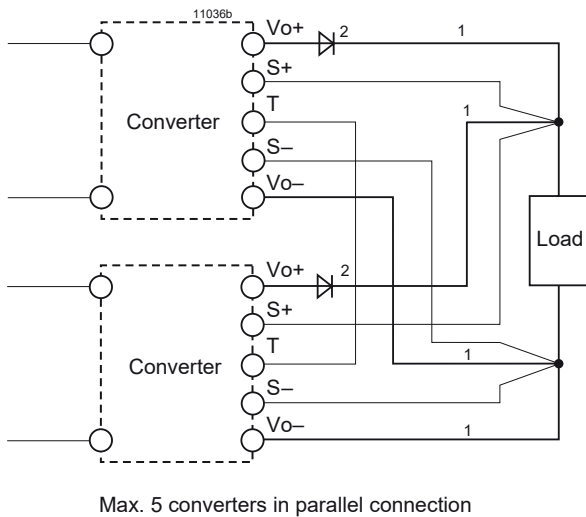 11036b
Vo+
2
1
S+
T
1
Converter
S–
Vo–
Load
Vo+
2
S+
T
1
Converter
S–
Vo–
1
Max. 5 converters in parallel connection